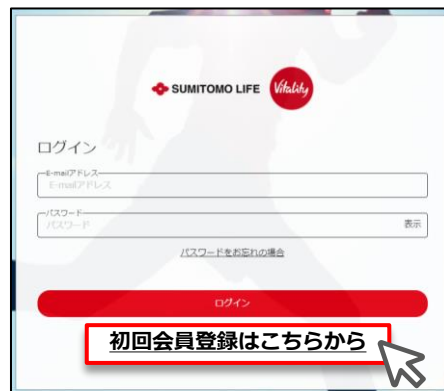 SUMITOMO LIFE Vitality
ログイン
E-mailアドレス
E-mailアドレス
パスワード
パスワード 表示
パスワードをお忘れの場合
ログイン
初回会員登録はこちらから